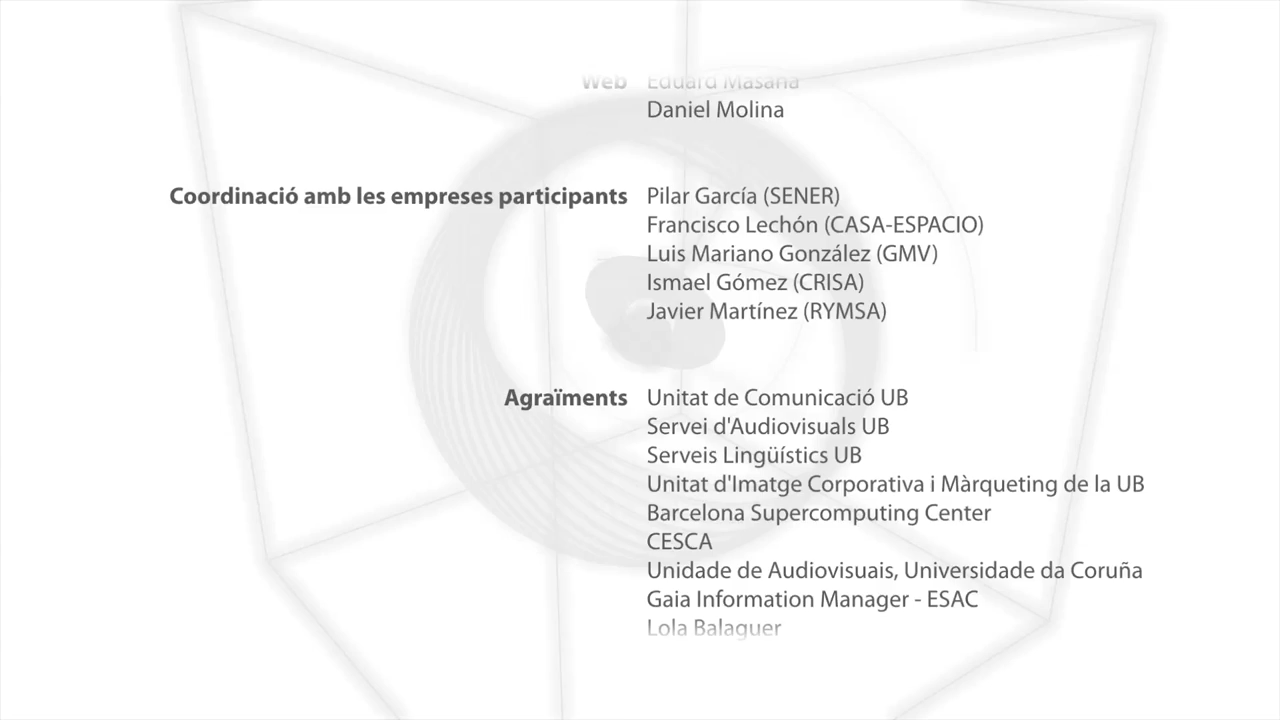 Web Eduard Masana
Daniel Molina
Coordinació amb les empreses participants Pilar García (SENER)
Francisco Lechón (CASA-ESPACIO)
Luis Mariano González (GMV)
Ismael Gómez (CRISA)
Javier Martínez (RYMSA)
Agraïments Unitat de Comunicació UB
Servei d'Audiovisuals UB
Serveis Lingüístics UB
Unitat d'Imatge Corporativa i Màrqueting de la UB
Barcelona Supercomputing Center
CESCA
Unidade de Audiovisuais, Universidade da Coruña
Gaia Information Manager - ESAC
Lola Balaguer